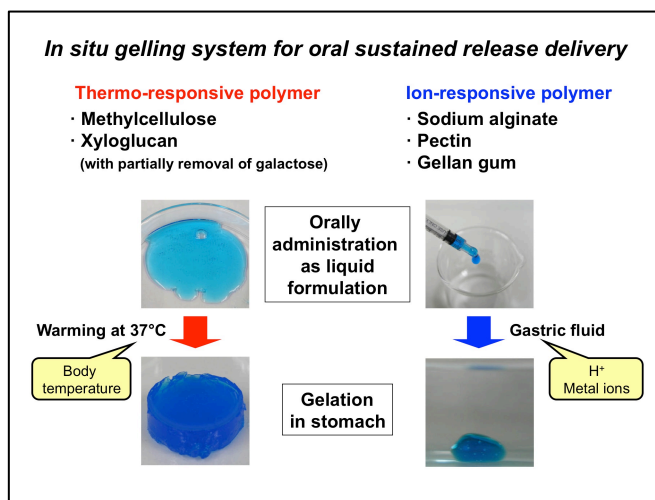 In situ gelling system for oral sustained release delivery
Thermo-responsive polymer
· Methylcellulose
· Xyloglucan
(with partially removal of galactose)
Ion-responsive polymer
· Sodium alginate
· Pectin
· Gellan gum
Orally
administration
as liquid
formulation
Warming at 37°C
Body
temperature
Gastric fluid
H⁺
Metal ions
Gelation
in stomach